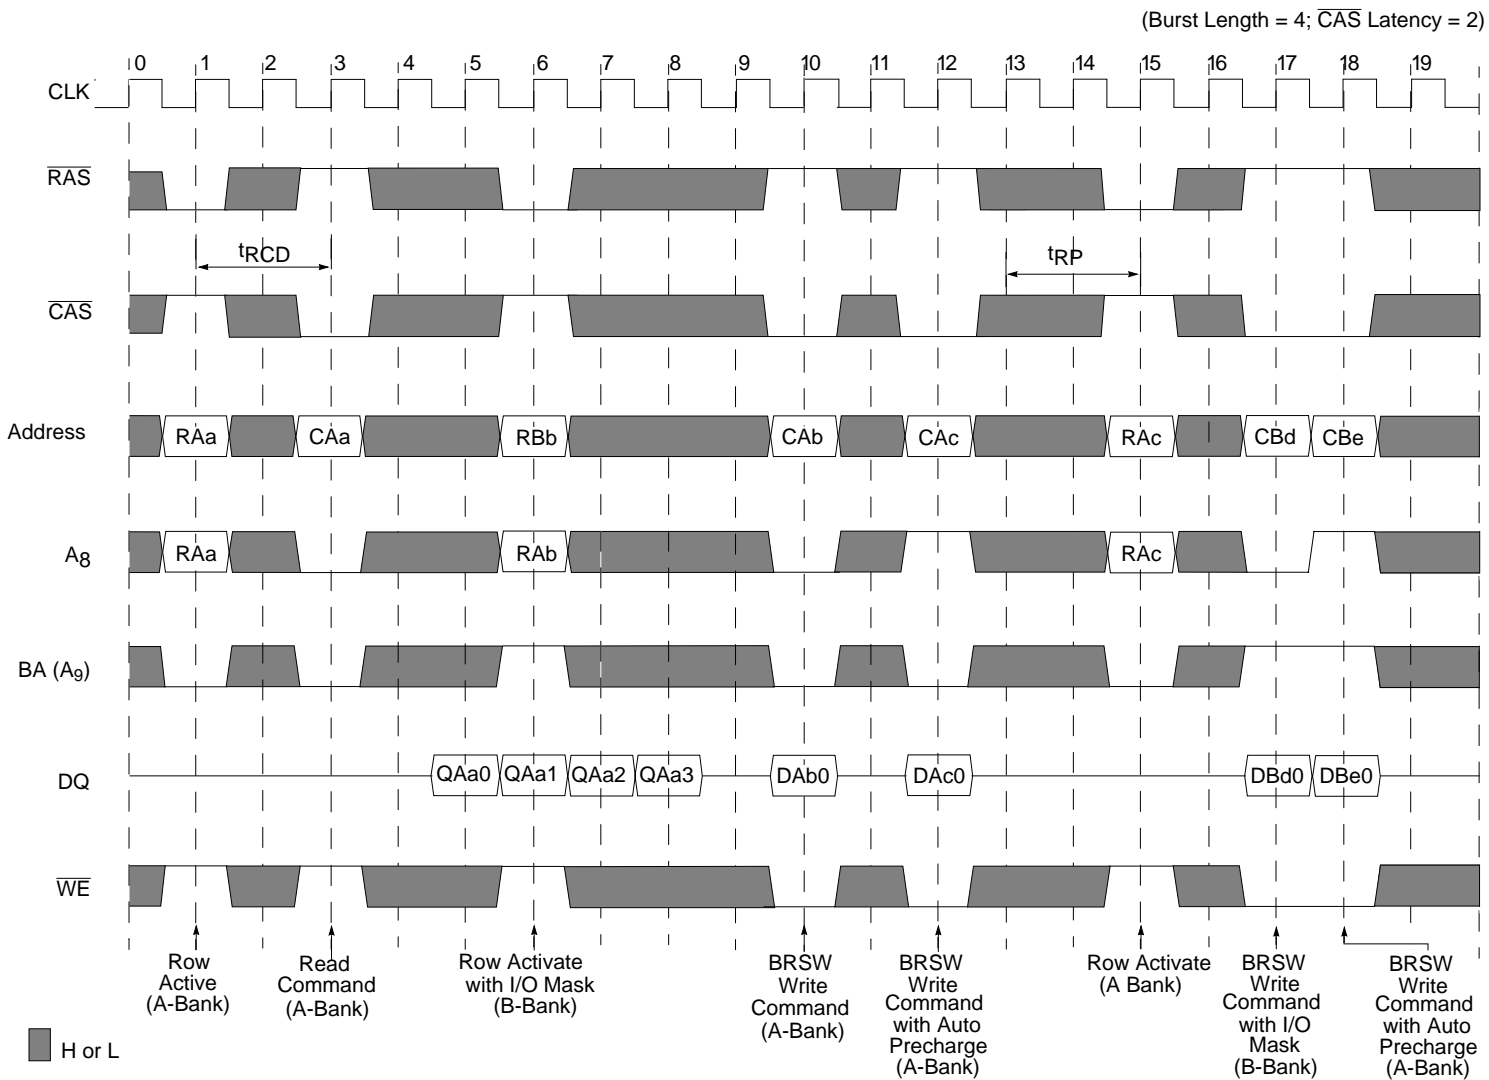 (Burst Length = 4; CAS Latency = 2)
0 1 2 3 4 5 6 7 8 9 10 11 12 13 14 15 16 17 18 19
CLK
RAS
tRCD
tRP
CAS
Address
RAa CAa RBb CAb CAc RAc CBd CBe
A8
RAa RAb RAc
BA (A9)
DQ
QAa0 QAa1 QAa2 QAa3 DAb0 DAc0 DBd0 DBe0
WE
Row
Active
(A-Bank)
Read
Command
(A-Bank)
Row Activate
with I/O Mask
(B-Bank)
BRSW
Write
Command
(A-Bank)
BRSW
Write
Command
with Auto
Precharge
(A-Bank)
Row Activate
(A Bank)
BRSW
Write
Command
with I/O
Mask
(B-Bank)
BRSW
Write
Command
with Auto
Precharge
(A-Bank)
H or L